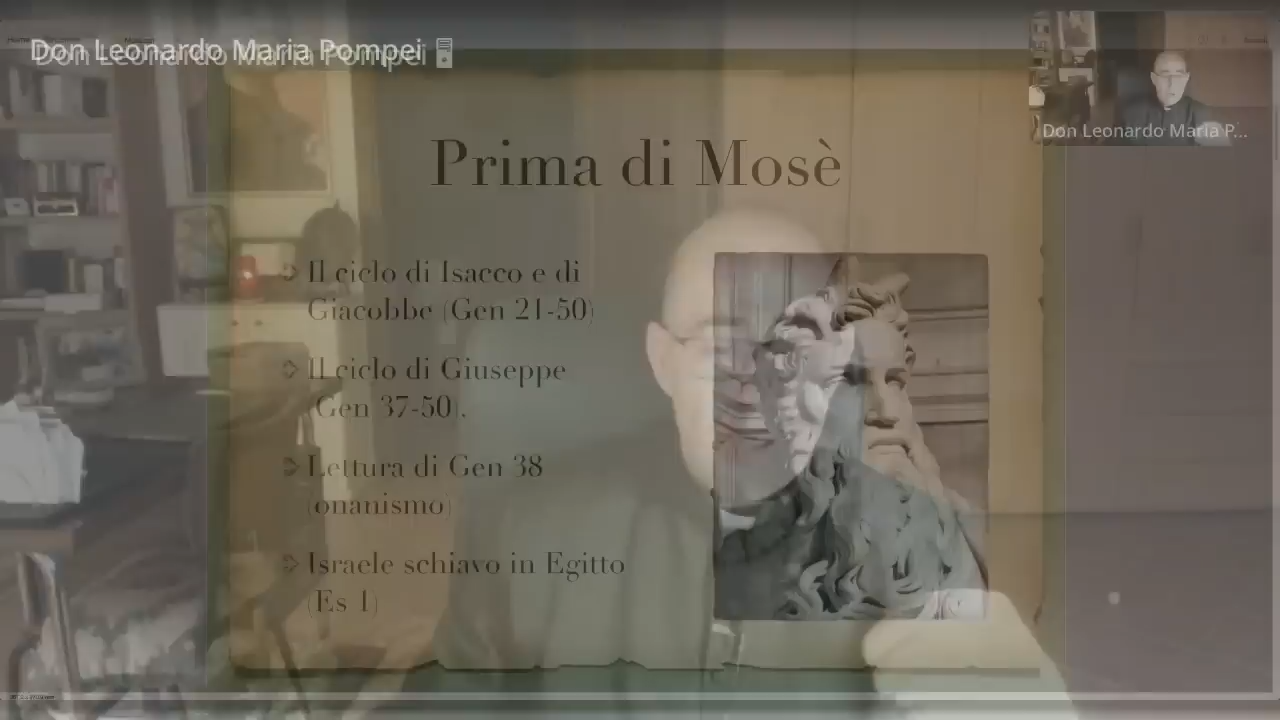 Don Leonardo Maria Pompei
Don Leonardo Maria P...
Prima di Mosè
Il ciclo di Isacco e di
Giacobbe (Gen 21-50)
Il ciclo di Giuseppe
(Gen 37-50).
Lettura di Gen 38
(onanismo)
Israele schiavo in Egitto
(Es 1)